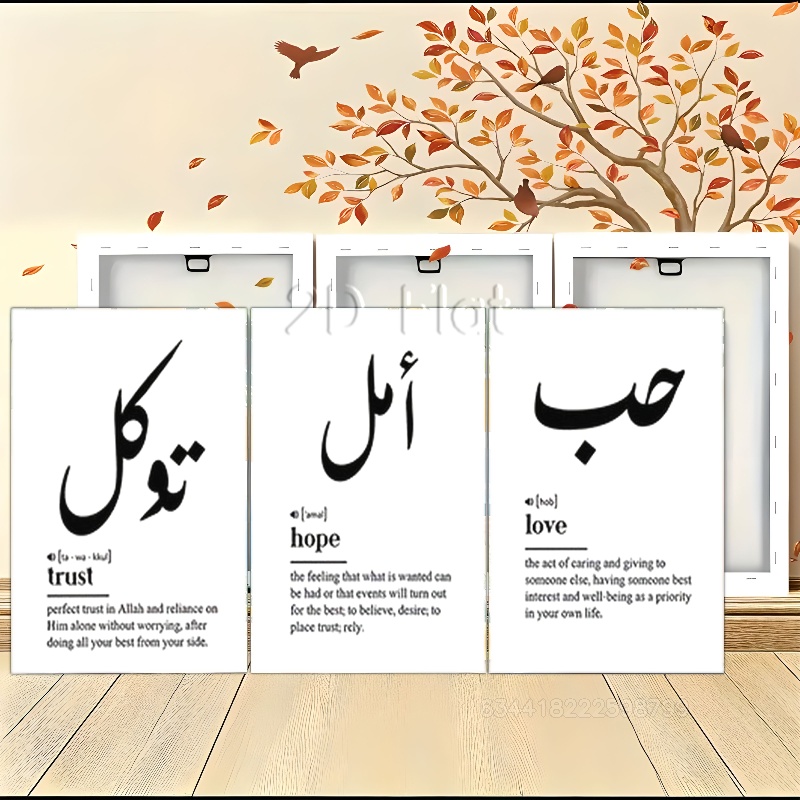 2D Flat
توكل
[ta - wa - kkul]
trust
perfect trust in Allah and reliance on
Him alone without worrying, after
doing all your best from your side.
أمل
['amal]
hope
the feeling that what is wanted can
be had or that events will turn out
for the best; to believe, desire; to
place trust; rely.
حب
[hob]
love
the act of caring and giving to
someone else, having someone best
interest and well-being as a priority
in your own life.